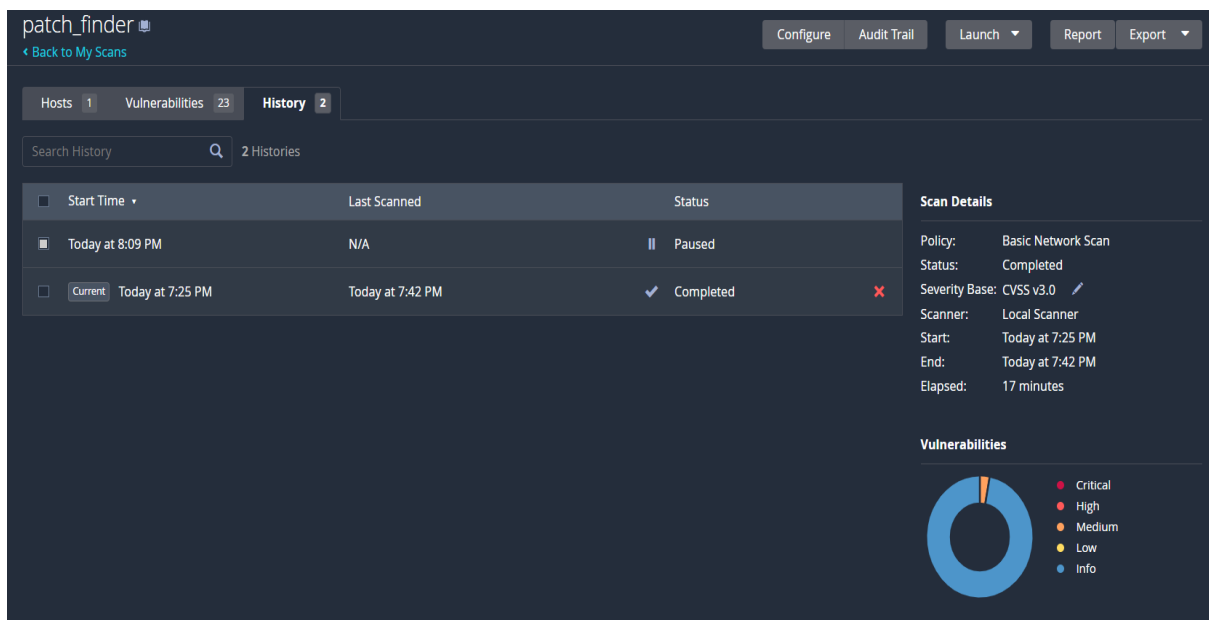 patch_finder
‹ Back to My Scans
Configure Audit Trail Launch Report Export
Hosts 1 Vulnerabilities 23 History 2
Search History 2 Histories
Start Time Last Scanned Status
Today at 8:09 PM N/A Paused
Current Today at 7:25 PM Today at 7:42 PM Completed
Scan Details
Policy: Basic Network Scan
Status: Completed
Severity Base: CVSS v3.0
Scanner: Local Scanner
Start: Today at 7:25 PM
End: Today at 7:42 PM
Elapsed: 17 minutes
Vulnerabilities
Critical
High
Medium
Low
Info